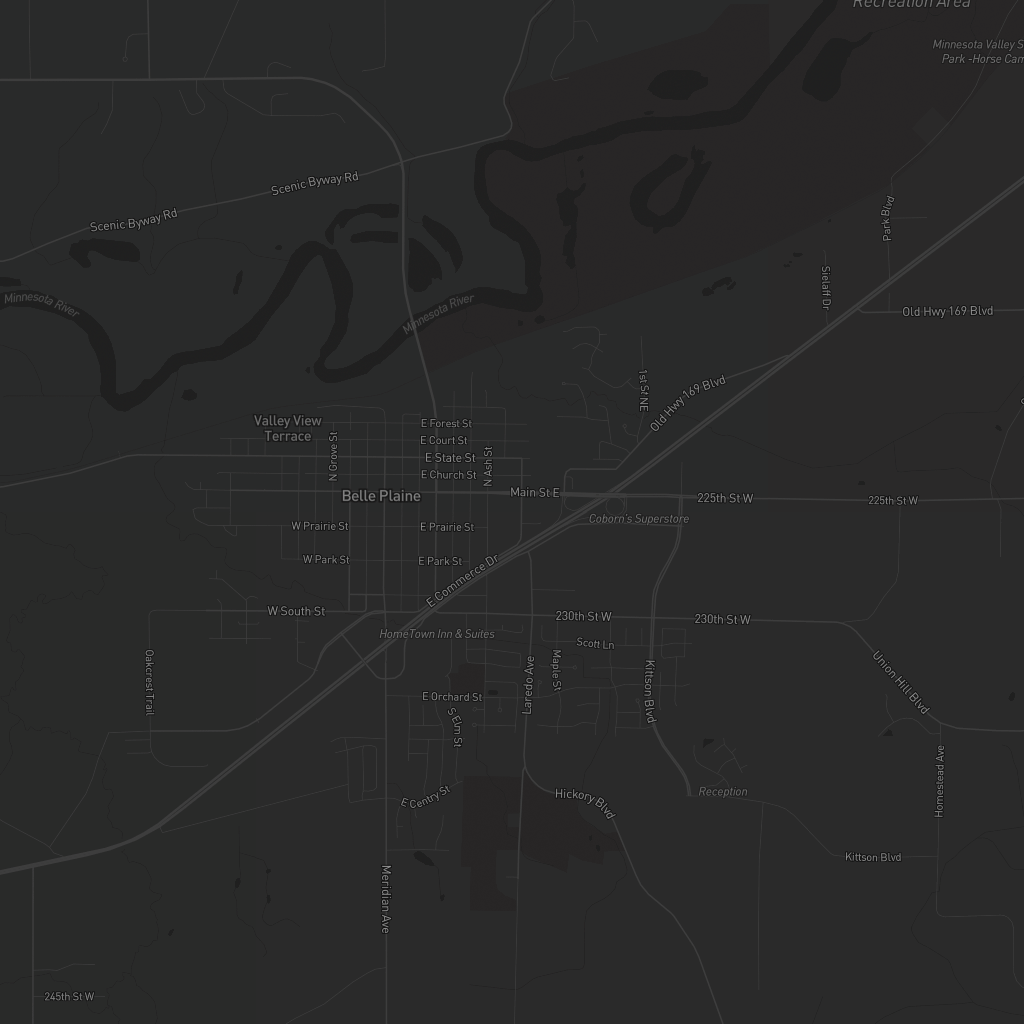 Recreation Area
Minnesota Valley S
Park -Horse Cam
Scenic Byway Rd
Scenic Byway Rd
Park Blvd
Sielaff Dr
Minnesota River
Minnesota River
Old Hwy 169 Blvd
1st St NE
Old Hwy 169 Blvd
Valley View
Terrace
N Grove St
E Forest St
E Court St
E State St
N Ash St
E Church St
Belle Plaine
Main St E
225th St W
225th St W
Coborn's Superstore
W Prairie St
E Prairie St
W Park St
E Park St
E Commerce Dr
W South St
230th St W
230th St W
HomeTown Inn & Suites
Scott Ln
Oakcrest Trail
Maple St
Laredo Ave
Kittson Blvd
Union Hill Blvd
E Orchard St
S Elm St
Homestead Ave
E Centry St
Hickory Blvd
Reception
Kittson Blvd
Meridian Ave
245th St W